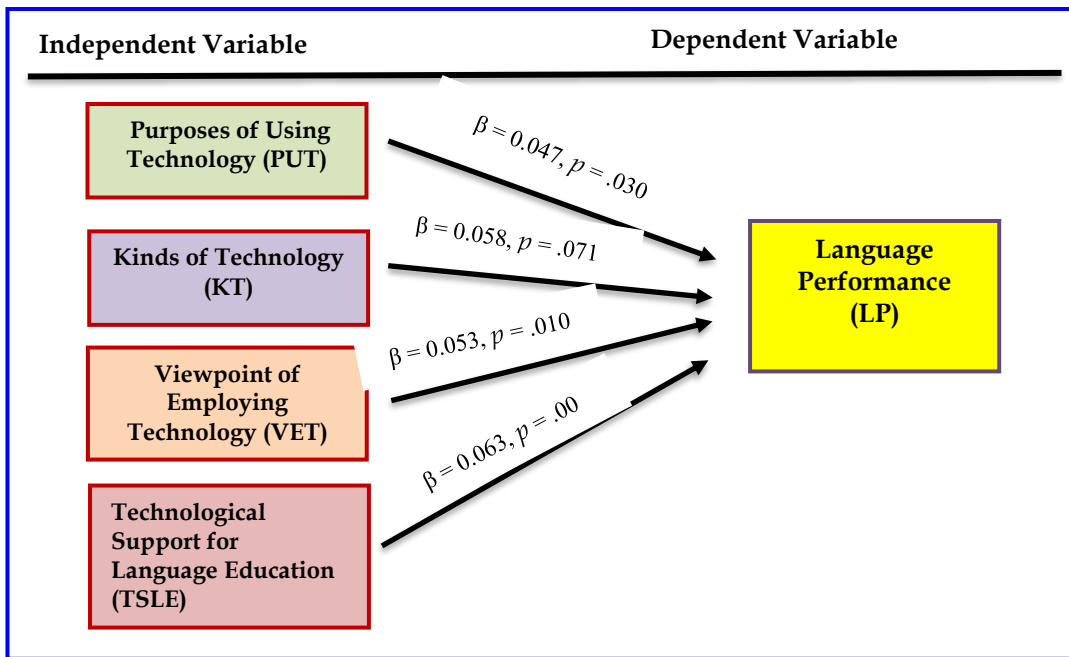 Independent Variable
Dependent Variable
Purposes of Using
Technology (PUT)
β = 0.047, p = .030
Kinds of Technology
(KT)
β = 0.058, p = .071
Language
Performance
(LP)
Viewpoint of
Employing
Technology (VET)
β = 0.053, p = .010
Technological
Support for
Language Education
(TSLE)
β = 0.063, p = .00